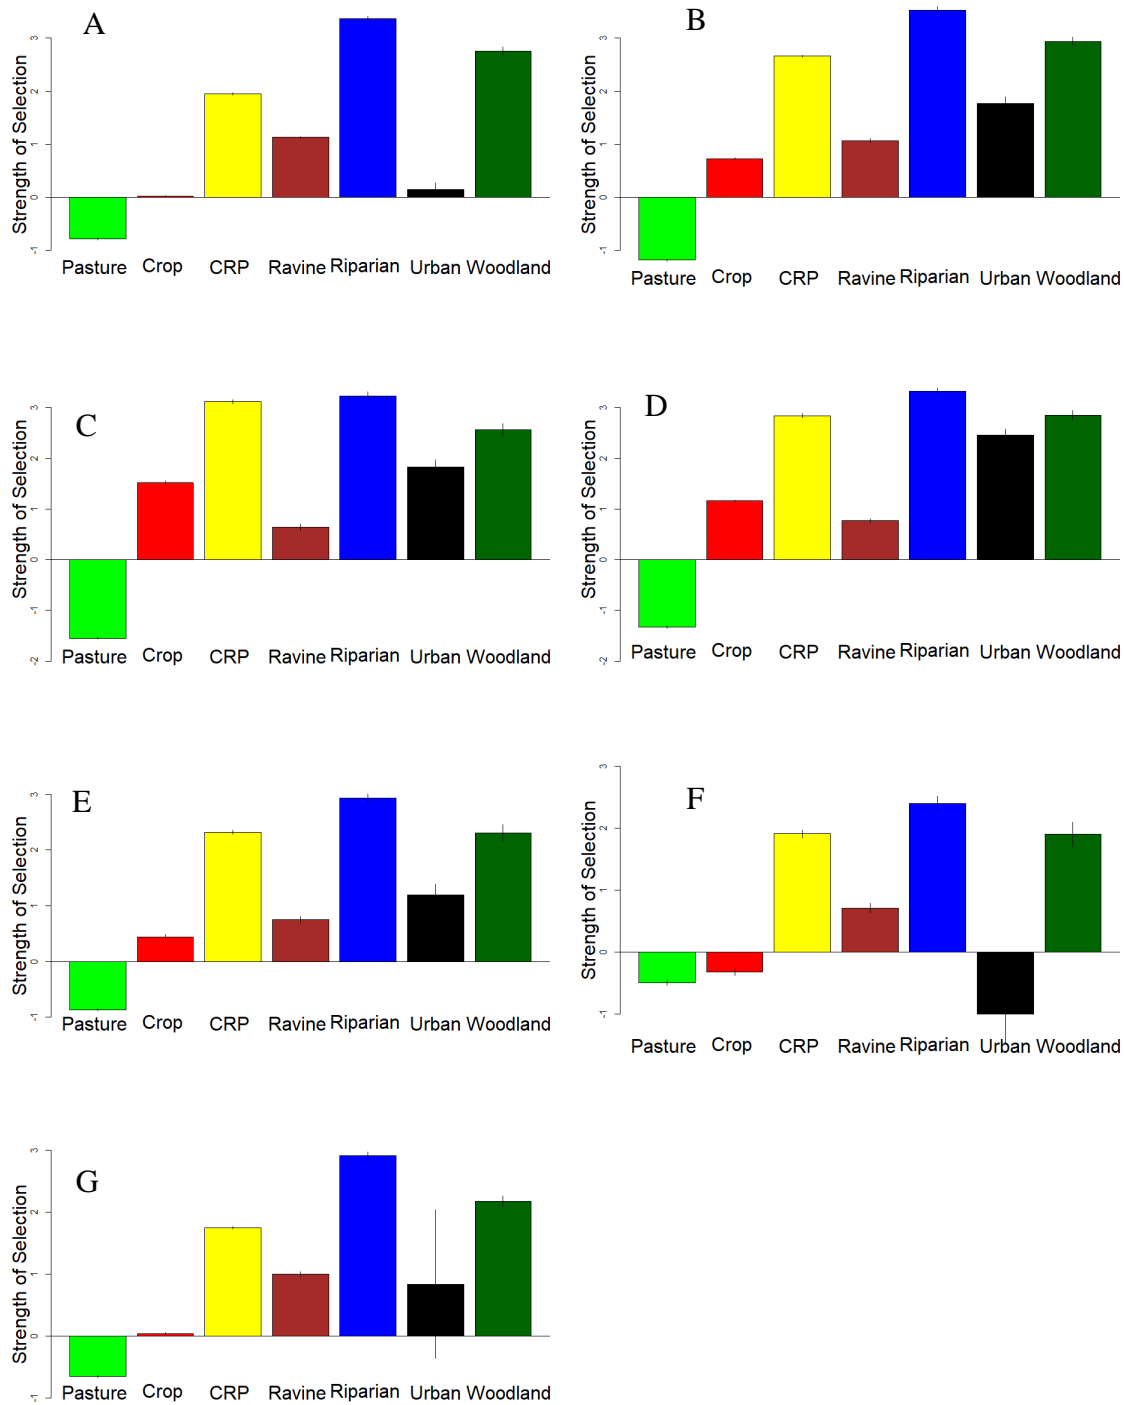 A
Strength of Selection
3
2
1
0
-1
Pasture Crop CRP Ravine Riparian Urban Woodland
B
Strength of Selection
3
2
1
0
-1
Pasture Crop CRP Ravine Riparian Urban Woodland
C
Strength of Selection
3
2
1
0
-1
-2
Pasture Crop CRP Ravine Riparian Urban Woodland
D
Strength of Selection
3
2
1
0
-1
-2
Pasture Crop CRP Ravine Riparian Urban Woodland
E
Strength of Selection
3
2
1
0
-1
Pasture Crop CRP Ravine Riparian Urban Woodland
F
Strength of Selection
3
2
1
0
-1
Pasture Crop CRP Ravine Riparian Urban Woodland
G
Strength of Selection
3
2
1
0
-1
Pasture Crop CRP Ravine Riparian Urban Woodland